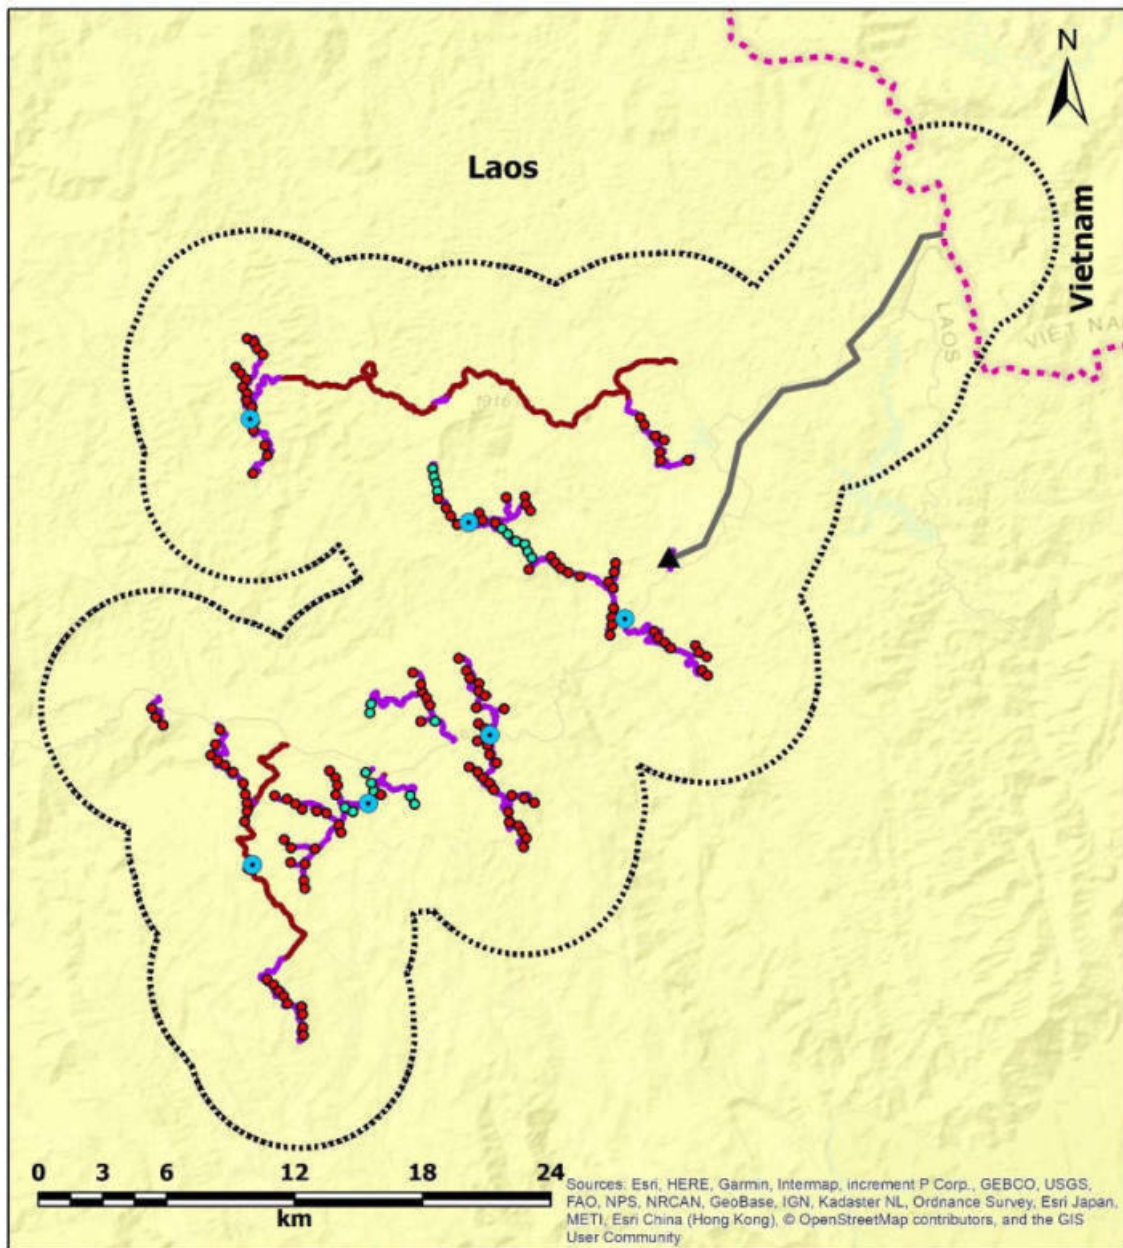 N
Laos
Vietnam
LAOS
VIỆT NA
1916
0 3 6 12 18 24
km
Sources: Esri, HERE, Garmin, Intermap, increment P Corp., GEBCO, USGS,
FAO, NPS, NRCAN, GeoBase, IGN, Kadaster NL, Ordnance Survey, Esri Japan,
METI, Esri China (Hong Kong), © OpenStreetMap contributors, and the GIS
User Community